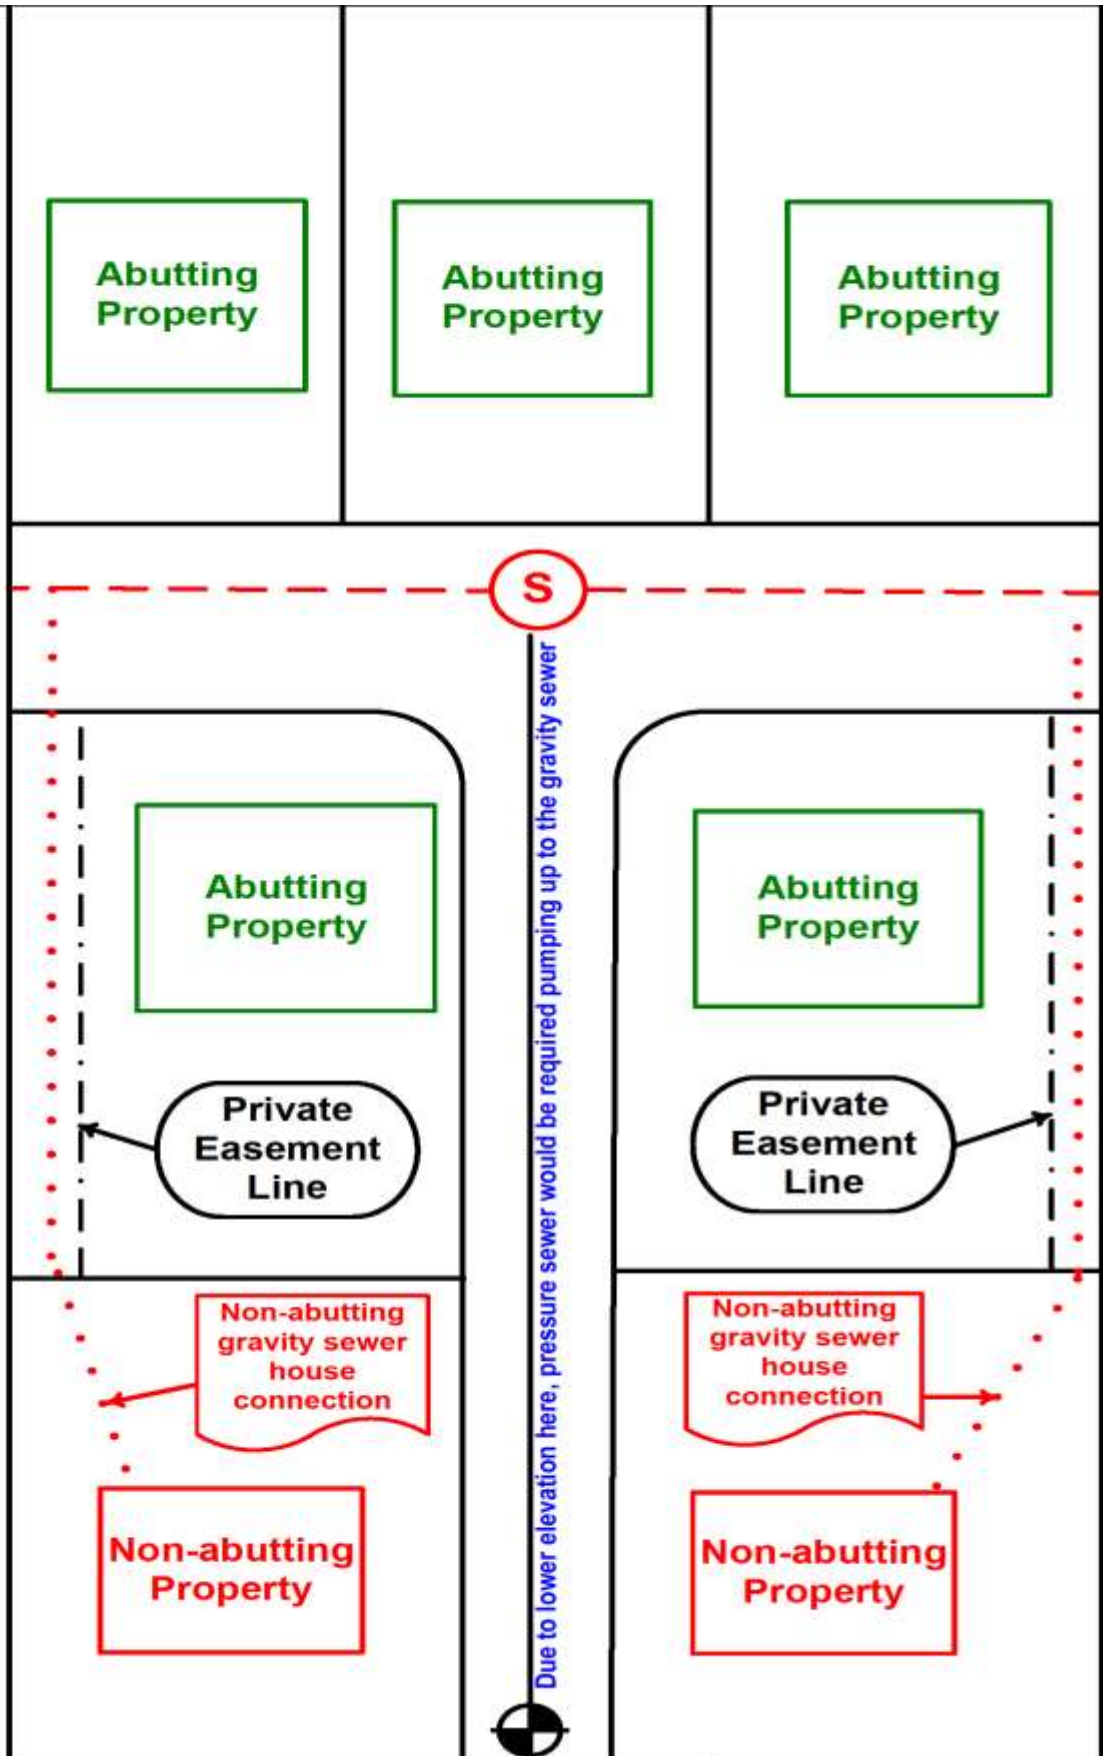 Abutting
Property
Abutting
Property
Abutting
Property
S
Due to lower elevation here, pressure sewer would be required pumping up to the gravity sewer
Abutting
Property
Abutting
Property
Private
Easement
Line
Private
Easement
Line
Non-abutting
gravity sewer
house
connection
Non-abutting
gravity sewer
house
connection
Non-abutting
Property
Non-abutting
Property